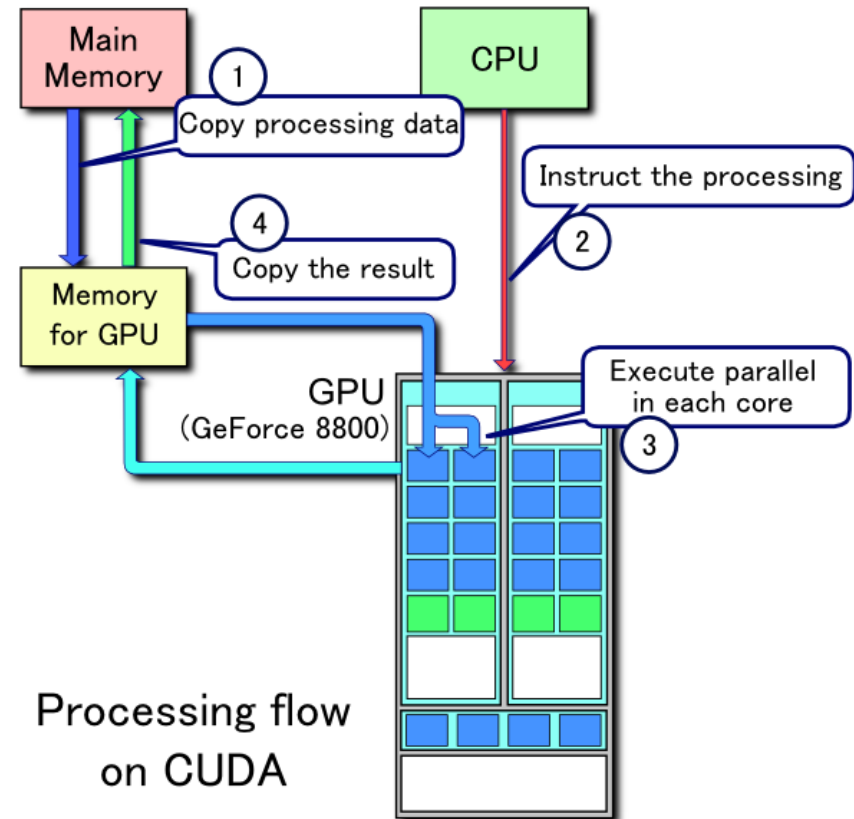 Main
Memory
CPU
1
Copy processing data
Instruct the processing
2
4
Copy the result
Memory
for GPU
GPU
(GeForce 8800)
Execute parallel
in each core
3
Processing flow
on CUDA